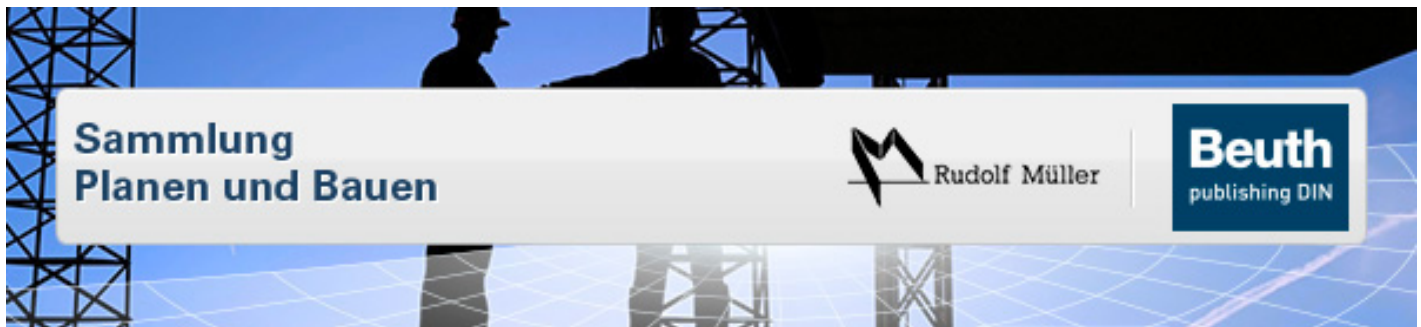 Sammlung
Planen und Bauen
Rudolf Müller
Beuth
publishing DIN